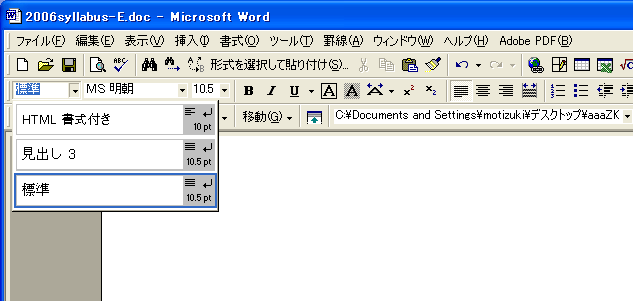 2006syllabus-E.doc - Microsoft Word
ファイル(F) 編集(E) 表示(V) 挿入(I) 書式(O) ツール(T) 罫線(A) ウィンドウ(W) ヘルプ(H) Adobe PDF(B)
ABC 形式を選択して貼り付け(S)...
標準 MS 明朝 10.5 B I U A A A x² x²
HTML 書式付き 10 pt
移動(G) C:¥Documents and Settings¥motizuki¥デスクトップ¥aaaZK
見出し 3 10.5 pt
標準 10.5 pt